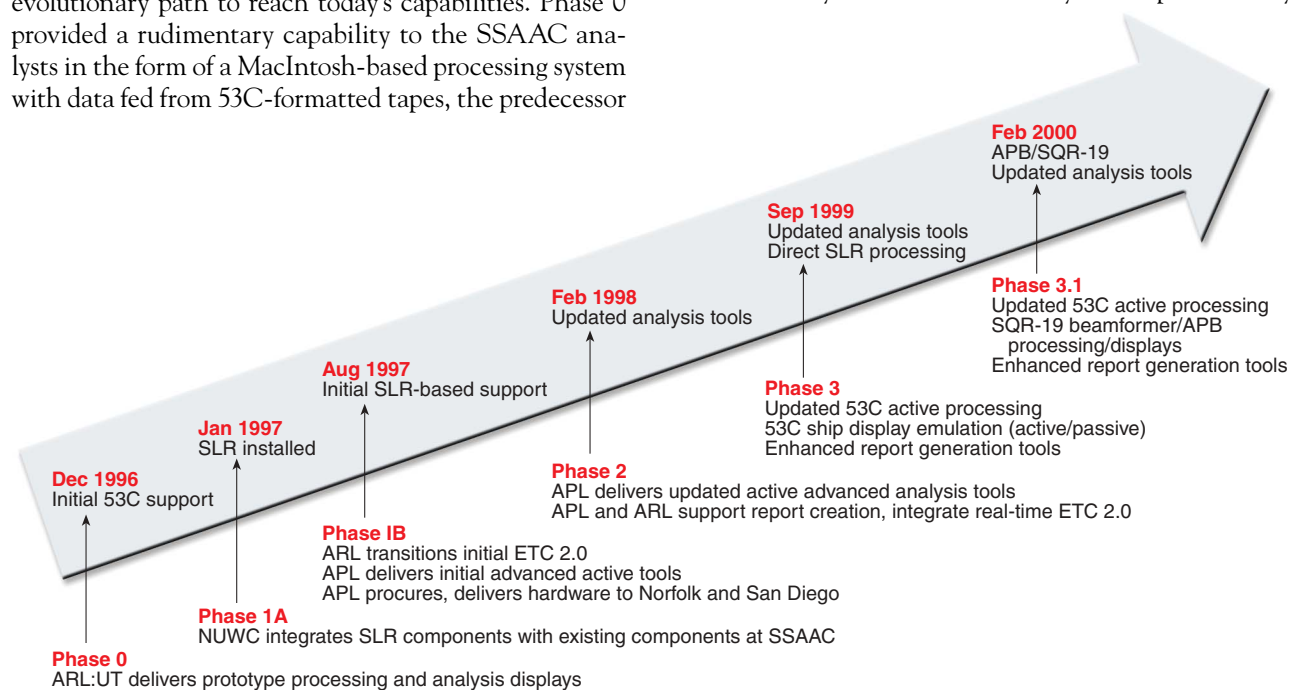 evolutionary path to reach today's capabilities. Phase 0
provided a rudimentary capability to the SSAAC ana-
lysts in the form of a MacIntosh-based processing system
with data fed from 53C-formatted tapes, the predecessor
Dec 1996
Initial 53C support
Phase 0
ARL:UT delivers prototype processing and analysis displays
Jan 1997
SLR installed
Phase 1A
NUWC integrates SLR components with existing components at SSAAC
Aug 1997
Initial SLR-based support
Phase IB
ARL transitions initial ETC 2.0
APL delivers initial advanced active tools
APL procures, delivers hardware to Norfolk and San Diego
Feb 1998
Updated analysis tools
Phase 2
APL delivers updated active advanced analysis tools
APL and ARL support report creation, integrate real-time ETC 2.0
Sep 1999
Updated analysis tools
Direct SLR processing
Phase 3
Updated 53C active processing
53C ship display emulation (active/passive)
Enhanced report generation tools
Feb 2000
APB/SQR-19
Updated analysis tools
Phase 3.1
Updated 53C active processing
SQR-19 beamformer/APB
processing/displays
Enhanced report generation tools